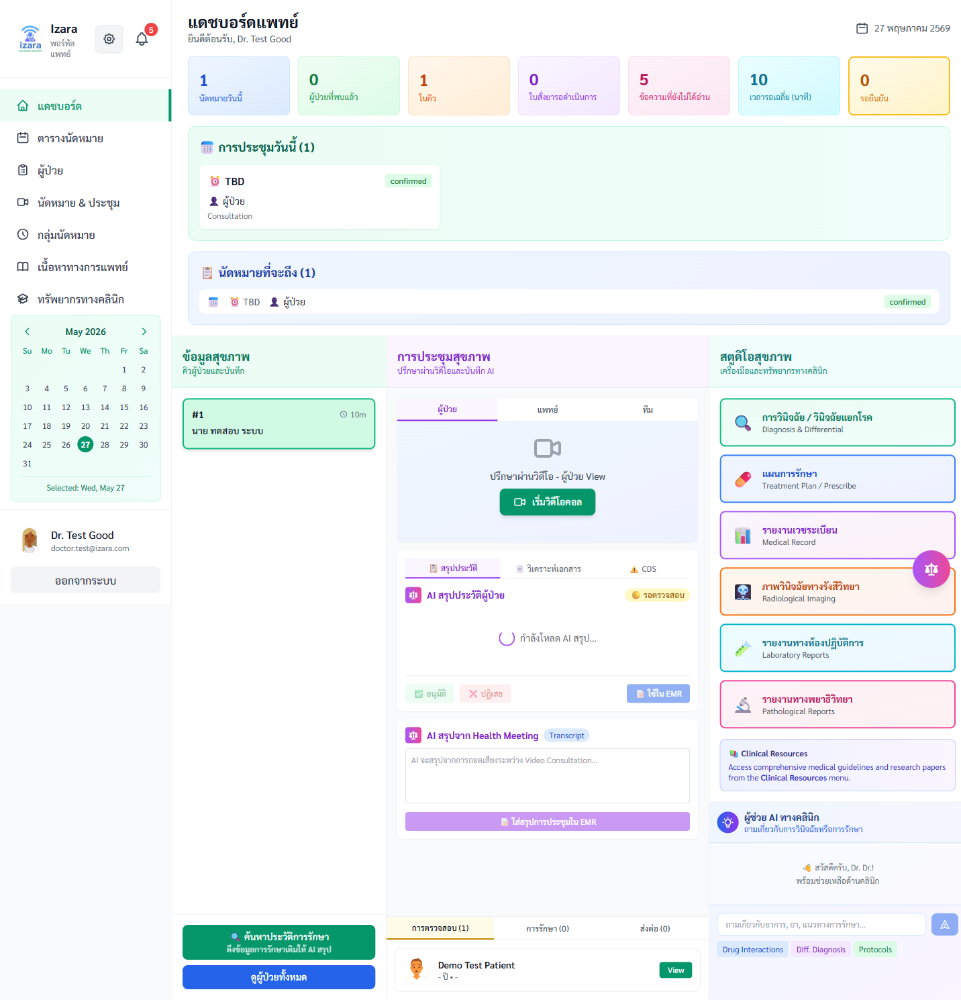 Izara
พอร์ทัล
แพทย์
5
izara
แดชบอร์ด
ตารางนัดหมาย
ผู้ป่วย
นัดหมาย & ประชุม
กลุ่มนัดหมาย
เนื้อหาทางการแพทย์
ทรัพยากรทางคลินิก
May 2026
Su Mo Tu We Th Fr Sa
1 2
3 4 5 6 7 8 9
10 11 12 13 14 15 16
17 18 19 20 21 22 23
24 25 26 27 28 29 30
31
Selected: Wed, May 27
Dr. Test Good
doctor.test@izara.com
ออกจากระบบ
แดชบอร์ดแพทย์
ยินดีต้อนรับ, Dr. Test Good
27 พฤษภาคม 2569
1
นัดหมายวันนี้
0
ผู้ป่วยที่พบแล้ว
1
ในคิว
0
ใบสั่งยารอดำเนินการ
5
ข้อความที่ยังไม่ได้อ่าน
10
เวลารอเฉลี่ย (นาที)
0
รอยืนยัน
การประชุมวันนี้ (1)
TBD
confirmed
ผู้ป่วย
Consultation
นัดหมายที่จะถึง (1)
TBD ผู้ป่วย confirmed
ข้อมูลสุขภาพ
คิวผู้ป่วยและบันทึก
#1 10m
นาย ทดสอบ ระบบ
ค้นหาประวัติการรักษา
ดึงข้อมูลการรักษาเดิมให้ AI สรุป
ดูผู้ป่วยทั้งหมด
การประชุมสุขภาพ
ปรึกษาผ่านวิดีโอและบันทึก AI
ผู้ป่วย แพทย์ ทีม
ปรึกษาผ่านวิดีโอ - ผู้ป่วย View
เริ่มวิดีโอคอล
สรุปประวัติ วิเคราะห์เอกสาร CDS
AI สรุปประวัติผู้ป่วย รอตรวจสอบ
กำลังโหลด AI สรุป...
อนุมัติ ปฏิเสธ ใช้ใน EMR
AI สรุปจาก Health Meeting Transcript
AI จะสรุปจากการถอดเสียงระหว่าง Video Consultation...
ใส่สรุปการประชุมใน EMR
การตรวจสอบ (1) การรักษา (0) ส่งต่อ (0)
Demo Test Patient
- ปี • -
View
สตูดิโอสุขภาพ
เครื่องมือและทรัพยากรทางคลินิก
การวินิจฉัย / วินิจฉัยแยกโรค
Diagnosis & Differential
แผนการรักษา
Treatment Plan / Prescribe
รายงานเวชระเบียน
Medical Record
ภาพวินิจฉัยทางรังสีวิทยา
Radiological Imaging
รายงานทางห้องปฏิบัติการ
Laboratory Reports
รายงานทางพยาธิวิทยา
Pathological Reports
Clinical Resources
Access comprehensive medical guidelines and research papers
from the Clinical Resources menu.
ผู้ช่วย AI ทางคลินิก
ถามเกี่ยวกับการวินิจฉัยหรือการรักษา
สวัสดีครับ, Dr. Dr.!
พร้อมช่วยเหลือด้านคลินิก
ถามเกี่ยวกับอาการ, ยา, แนวทางการรักษา...
Drug Interactions Diff. Diagnosis Protocols